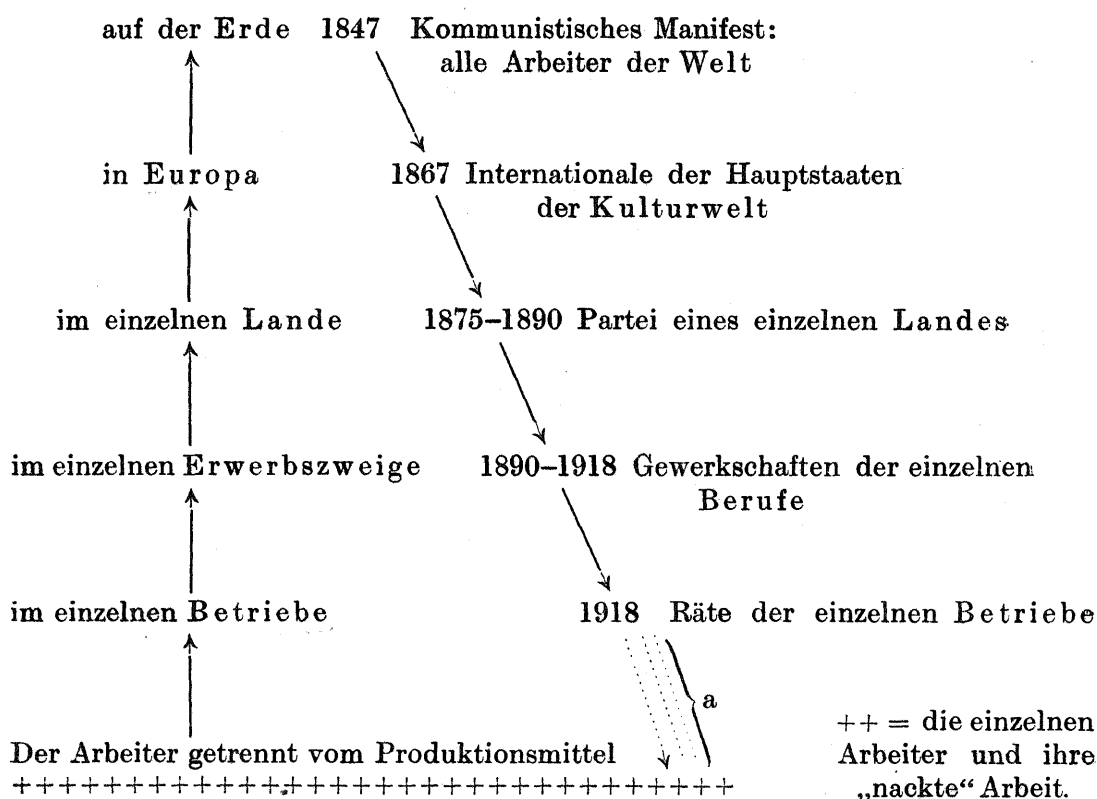 auf der Erde 1847 Kommunistisches Manifest:
alle Arbeiter der Welt
in Europa 1867 Internationale der Hauptstaaten
der Kulturwelt
im einzelnen Lande 1875–1890 Partei eines einzelnen Landes
im einzelnen Erwerbszweige 1890–1918 Gewerkschaften der einzelnen
Berufe
im einzelnen Betriebe 1918 Räte der einzelnen Betriebe
a
Der Arbeiter getrennt vom Produktionsmittel
+++++++++++++++++++++++++++++++++++++++
++ = die einzelnen
Arbeiter und ihre
„nackte“ Arbeit.